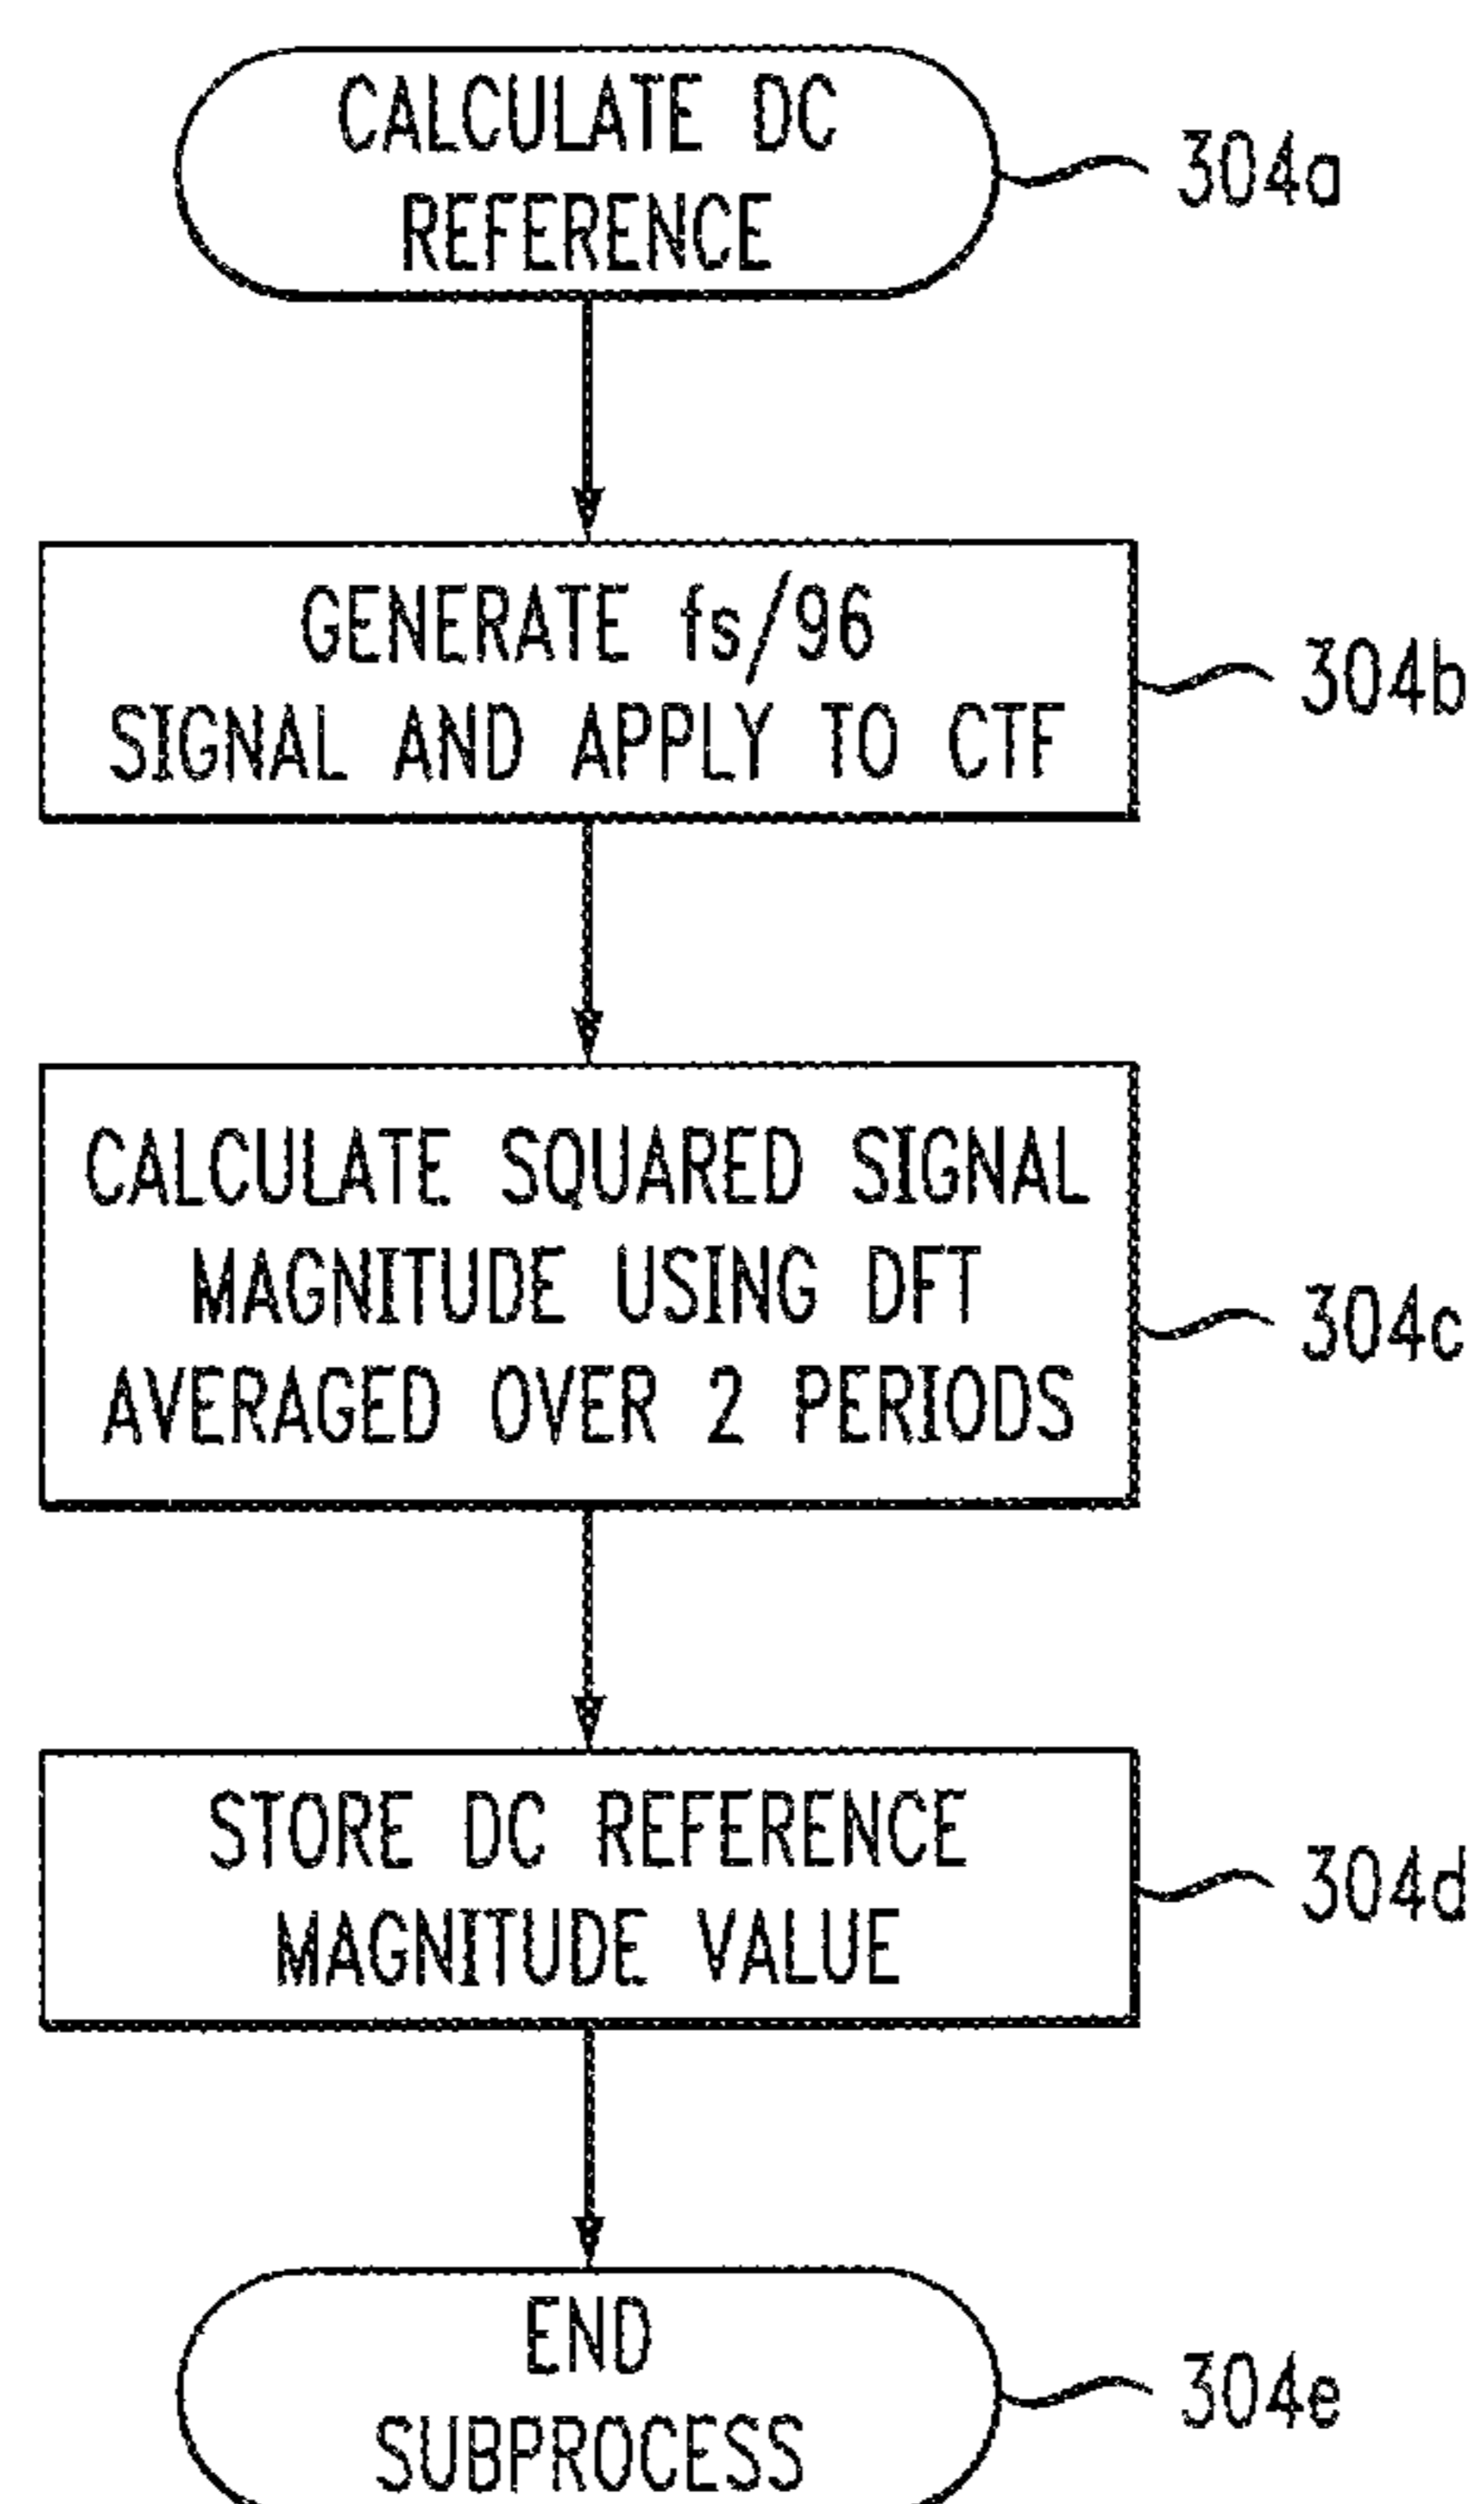 CALCULATE DC
REFERENCE
304a
GENERATE fs/96
SIGNAL AND APPLY TO CTF
304b
CALCULATE SQUARED SIGNAL
MAGNITUDE USING DFT
AVERAGED OVER 2 PERIODS
304c
STORE DC REFERENCE
MAGNITUDE VALUE
304d
END
SUBPROCESS
304e